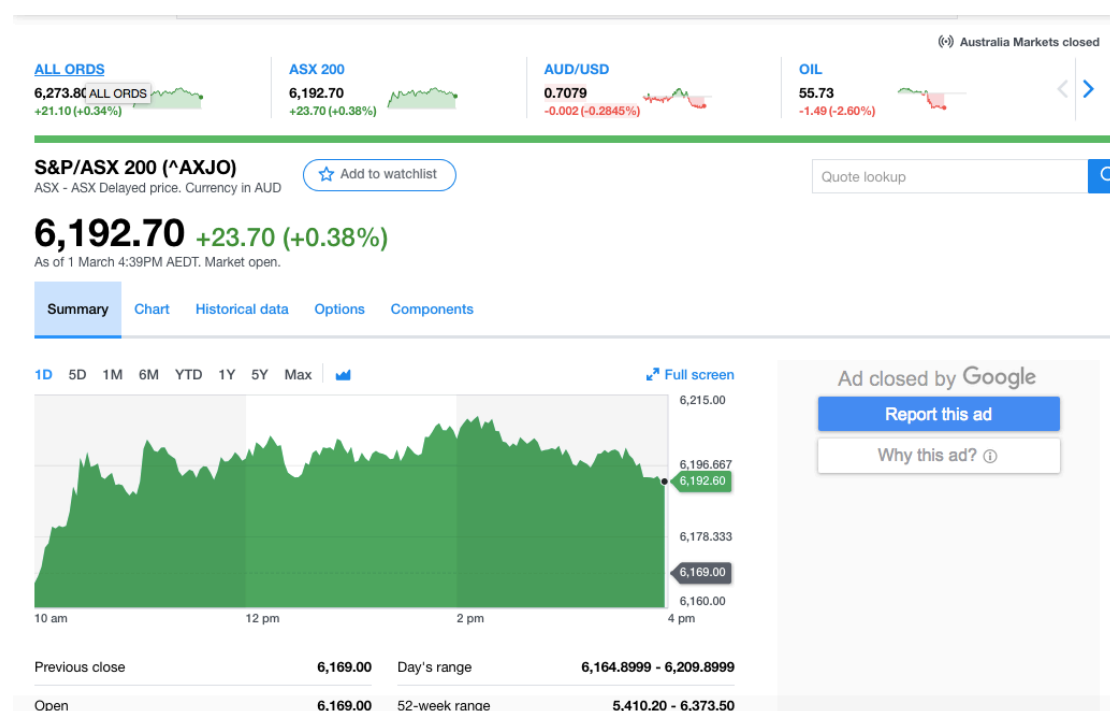 Australia Markets closed
ALL ORDS ASX 200 AUD/USD OIL
6,273.80 ALL ORDS 6,192.70 0.7079 55.73
+21.10 (+0.34%) +23.70 (+0.38%) -0.002 (-0.2845%) -1.49 (-2.60%)
S&P/ASX 200 (^AXJO)
Add to watchlist
ASX - ASX Delayed price. Currency in AUD
Quote lookup
6,192.70 +23.70 (+0.38%)
As of 1 March 4:39PM AEDT. Market open.
Summary Chart Historical data Options Components
1D 5D 1M 6M YTD 1Y 5Y Max Full screen
6,215.00
6,196.667
6,192.60
6,178.333
6,169.00
6,160.00
10 am 12 pm 2 pm 4 pm
Ad closed by Google
Report this ad
Why this ad?
Previous close 6,169.00 Day's range 6,164.8999 - 6,209.8999
Open 6,169.00 52-week range 5,410.20 - 6,373.50